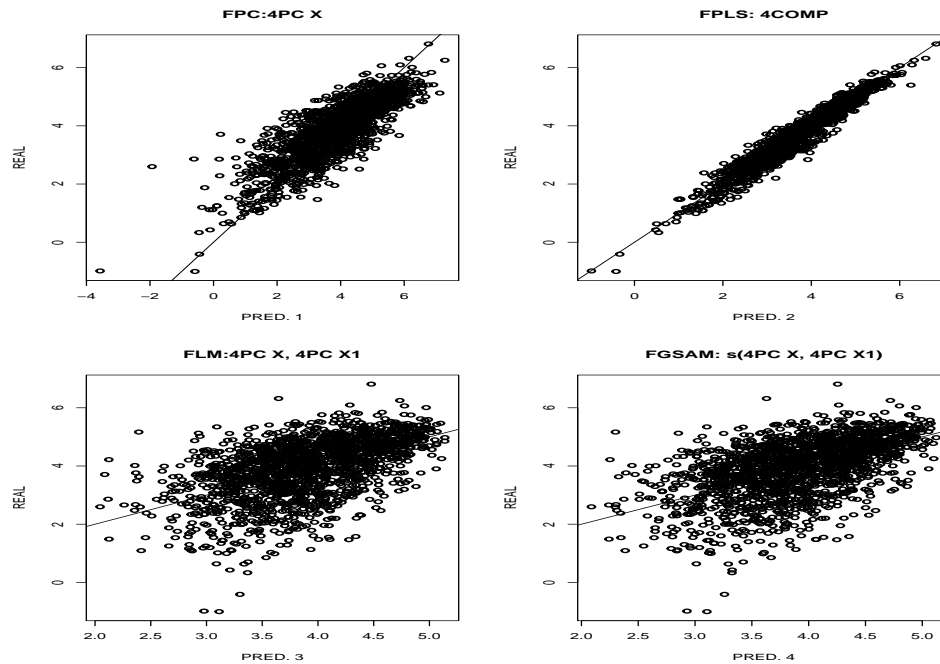 FPC:4PC X
REAL
0 2 4 6
−4 −2 0 2 4 6
PRED. 1
FPLS: 4COMP
REAL
0 2 4 6
0 2 4 6
PRED. 2
FLM:4PC X, 4PC X1
REAL
0 2 4 6
2.0 2.5 3.0 3.5 4.0 4.5 5.0
PRED. 3
FGSAM: s(4PC X, 4PC X1)
REAL
0 2 4 6
2.0 2.5 3.0 3.5 4.0 4.5 5.0
PRED. 4